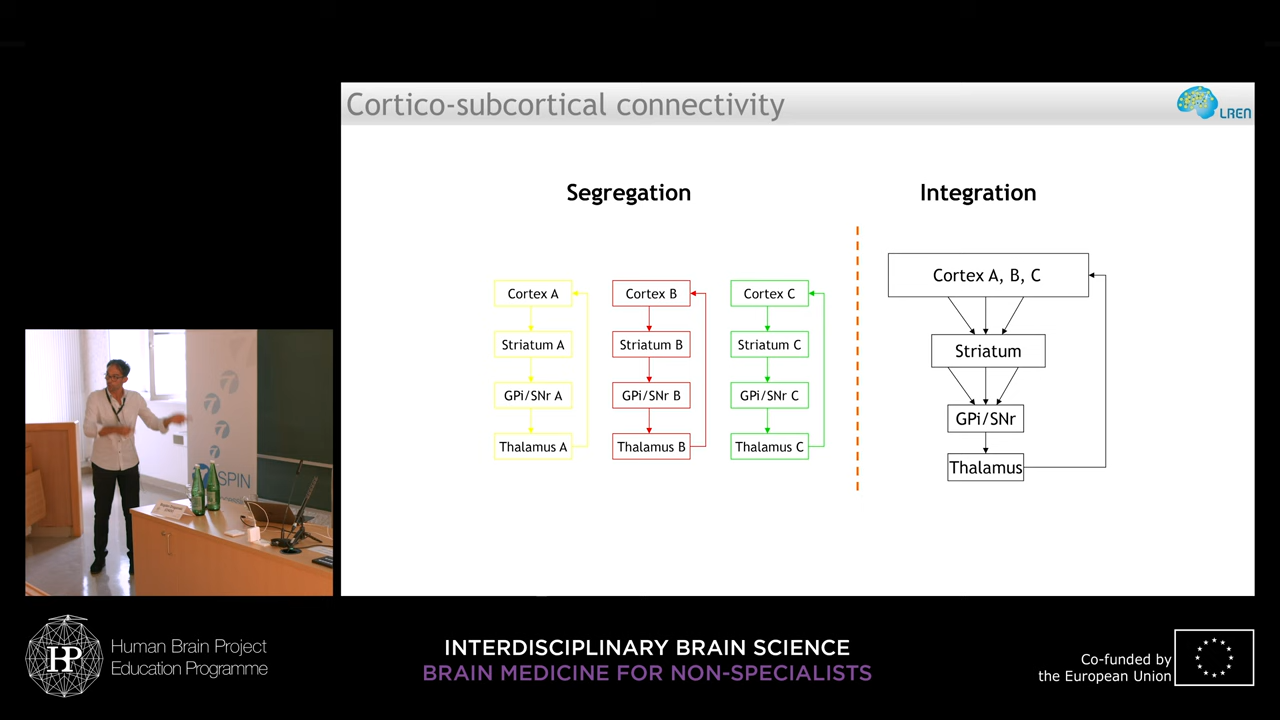 Cortico-subcortical connectivity
LREN
Segregation
Integration
Cortex A
Cortex B
Cortex C
Striatum A
Striatum B
Striatum C
GPi/SNr A
GPi/SNr B
GPi/SNr C
Thalamus A
Thalamus B
Thalamus C
Cortex A, B, C
Striatum
GPi/SNr
Thalamus
SPIN
HBP
Human Brain Project
Education Programme
INTERDISCIPLINARY BRAIN SCIENCE
BRAIN MEDICINE FOR NON-SPECIALISTS
Co-funded by
the European Union